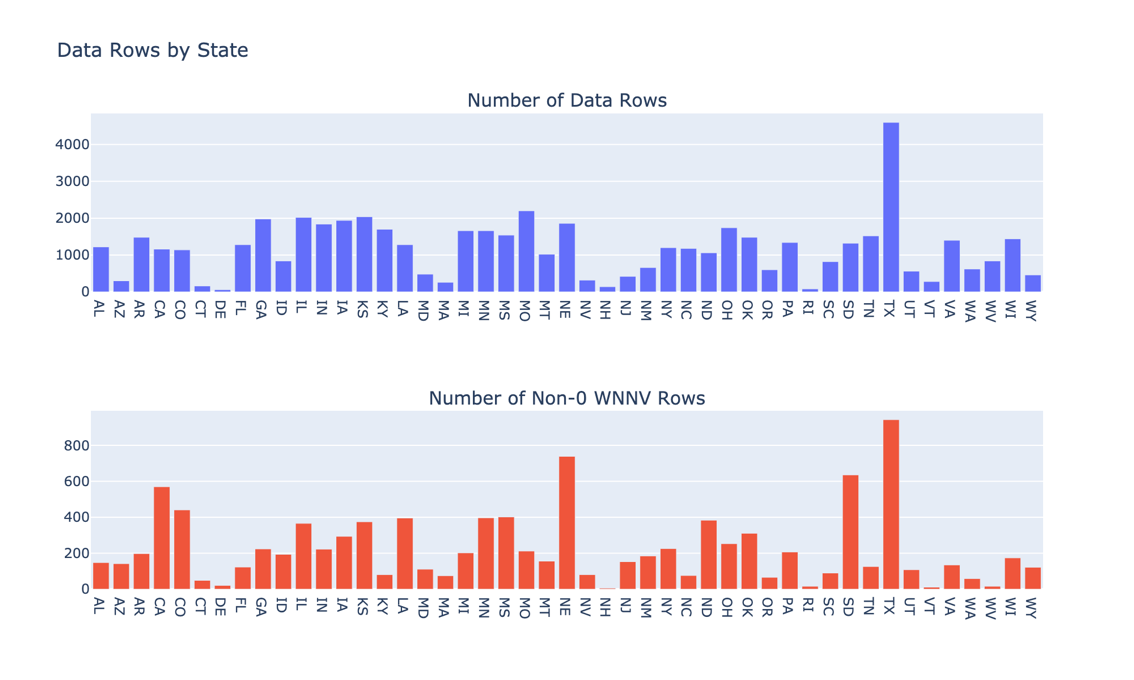 Data Rows by State
Number of Data Rows
4000
3000
2000
1000
0
AL AZ AR CA CO CT DE FL GA ID IL IN IA KS KY LA MD MA MI MN MS MO MT NE NV NH NJ NM NY NC ND OH OK OR PA RI SC SD TN TX UT VT VA WA WV WI WY
Number of Non-0 WNNV Rows
800
600
400
200
0
AL AZ AR CA CO CT DE FL GA ID IL IN IA KS KY LA MD MA MI MN MS MO MT NE NV NH NJ NM NY NC ND OH OK OR PA RI SC SD TN TX UT VT VA WA WV WI WY